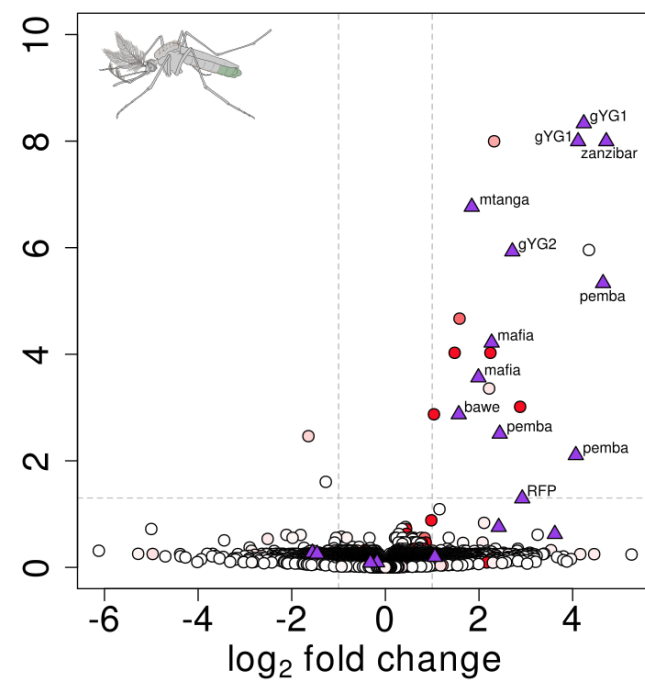 10
gYG1
8
gYG1
zanzibar
mtanga
gYG2
6
pemba
mafia
4
mafia
bawe
pemba
pemba
2
RFP
0
-6 -4 -2 0 2 4
log2 fold change